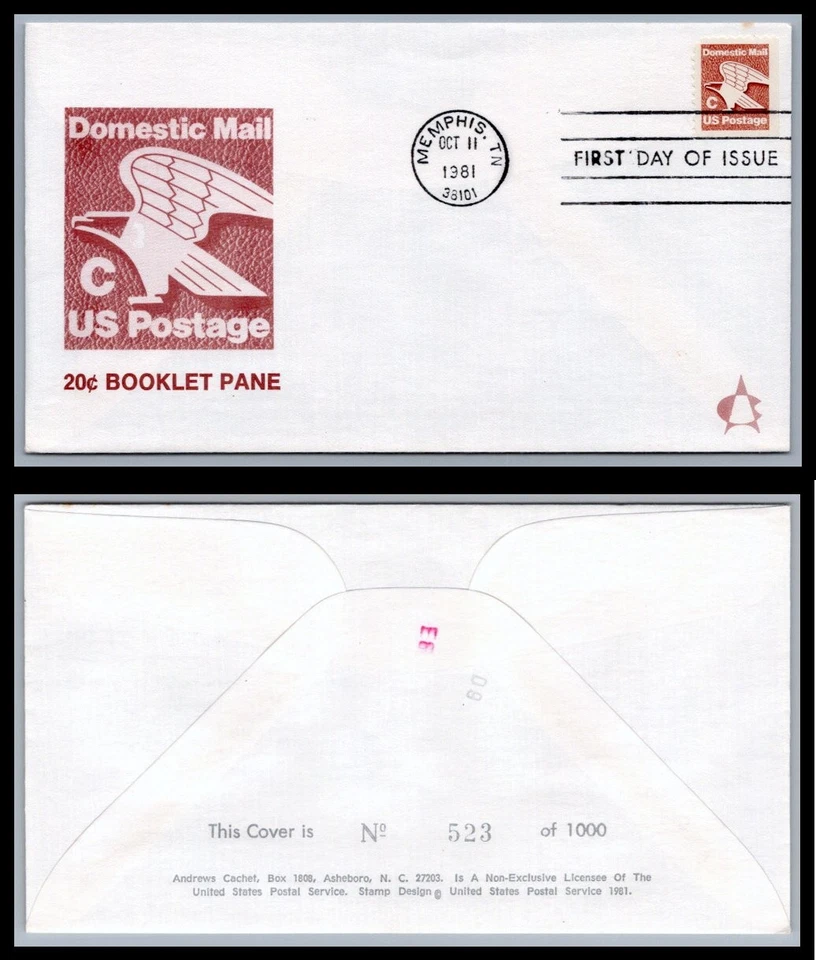 Domestic Mail
C
US Postage
20¢ BOOKLET PANE
MEMPHIS, TN
OCT 11
1981
38101
Domestic Mail
C
US Postage
FIRST DAY OF ISSUE
80
This Cover is Nº 523 of 1000
Andrews Cachet, Box 1808, Asheboro, N. C. 27203. Is A Non-Exclusive Licensee Of The
United States Postal Service. Stamp Design © United States Postal Service 1981.